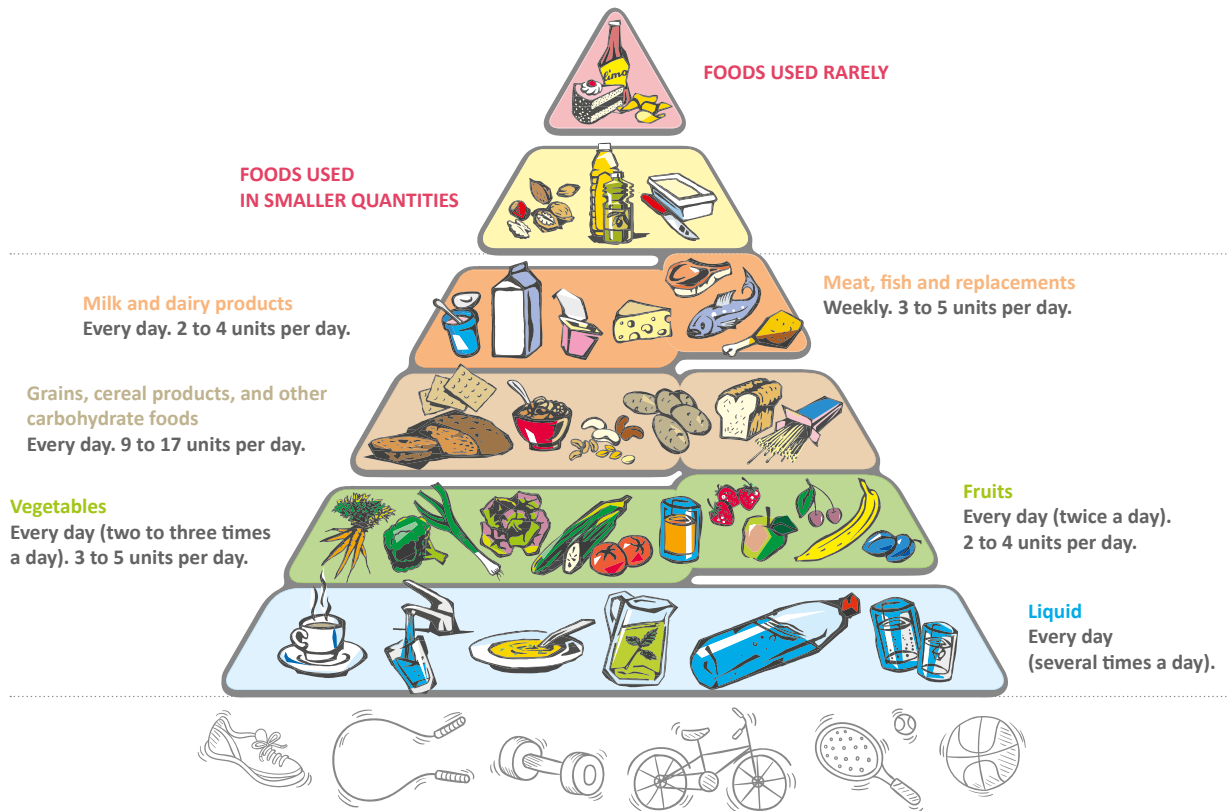 limo
FOODS USED RARELY
FOODS USED
IN SMALLER QUANTITIES
Milk and dairy products
Every day. 2 to 4 units per day.
Meat, fish and replacements
Weekly. 3 to 5 units per day.
Grains, cereal products, and other
carbohydrate foods
Every day. 9 to 17 units per day.
Vegetables
Every day (two to three times
a day). 3 to 5 units per day.
Fruits
Every day (twice a day).
2 to 4 units per day.
Liquid
Every day
(several times a day).